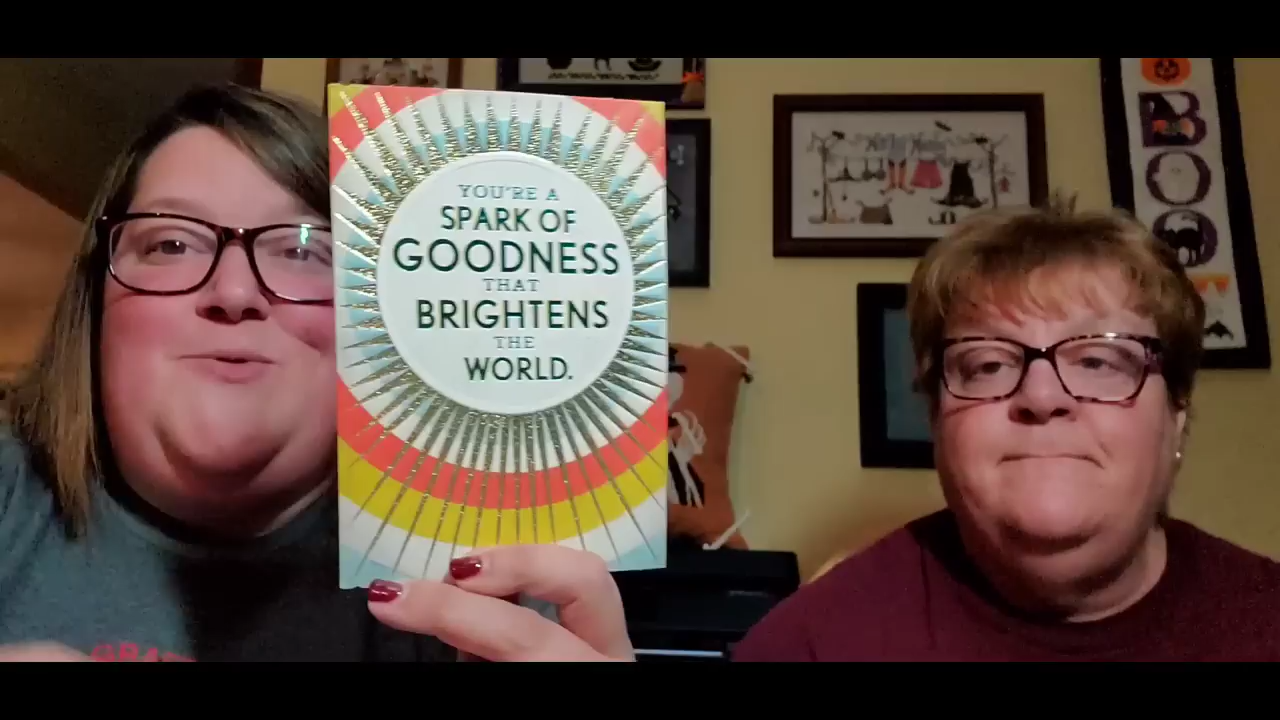 YOU'RE A
SPARK OF
GOODNESS
THAT
BRIGHTENS
THE
WORLD.
BOO